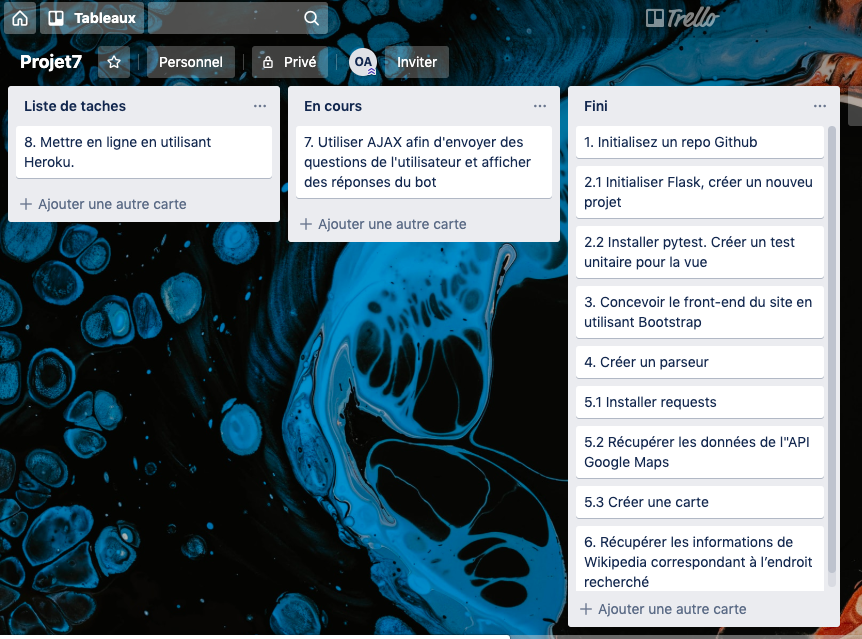 Tableaux
Trello
Projet7
Personnel
Privé
OA
Inviter
Liste de taches
8. Mettre en ligne en utilisant
Heroku.
Ajouter une autre carte
En cours
7. Utiliser AJAX afin d'envoyer des
questions de l'utilisateur et afficher
des réponses du bot
Ajouter une autre carte
Fini
1. Initialisez un repo Github
2.1 Initialiser Flask, créer un nouveu
projet
2.2 Installer pytest. Créer un test
unitaire pour la vue
3. Concevoir le front-end du site en
utilisant Bootstrap
4. Créer un parseur
5.1 Installer requests
5.2 Récupérer les données de l"API
Google Maps
5.3 Créer une carte
6. Récupérer les informations de
Wikipedia correspondant à l'endroit
recherché
Ajouter une autre carte